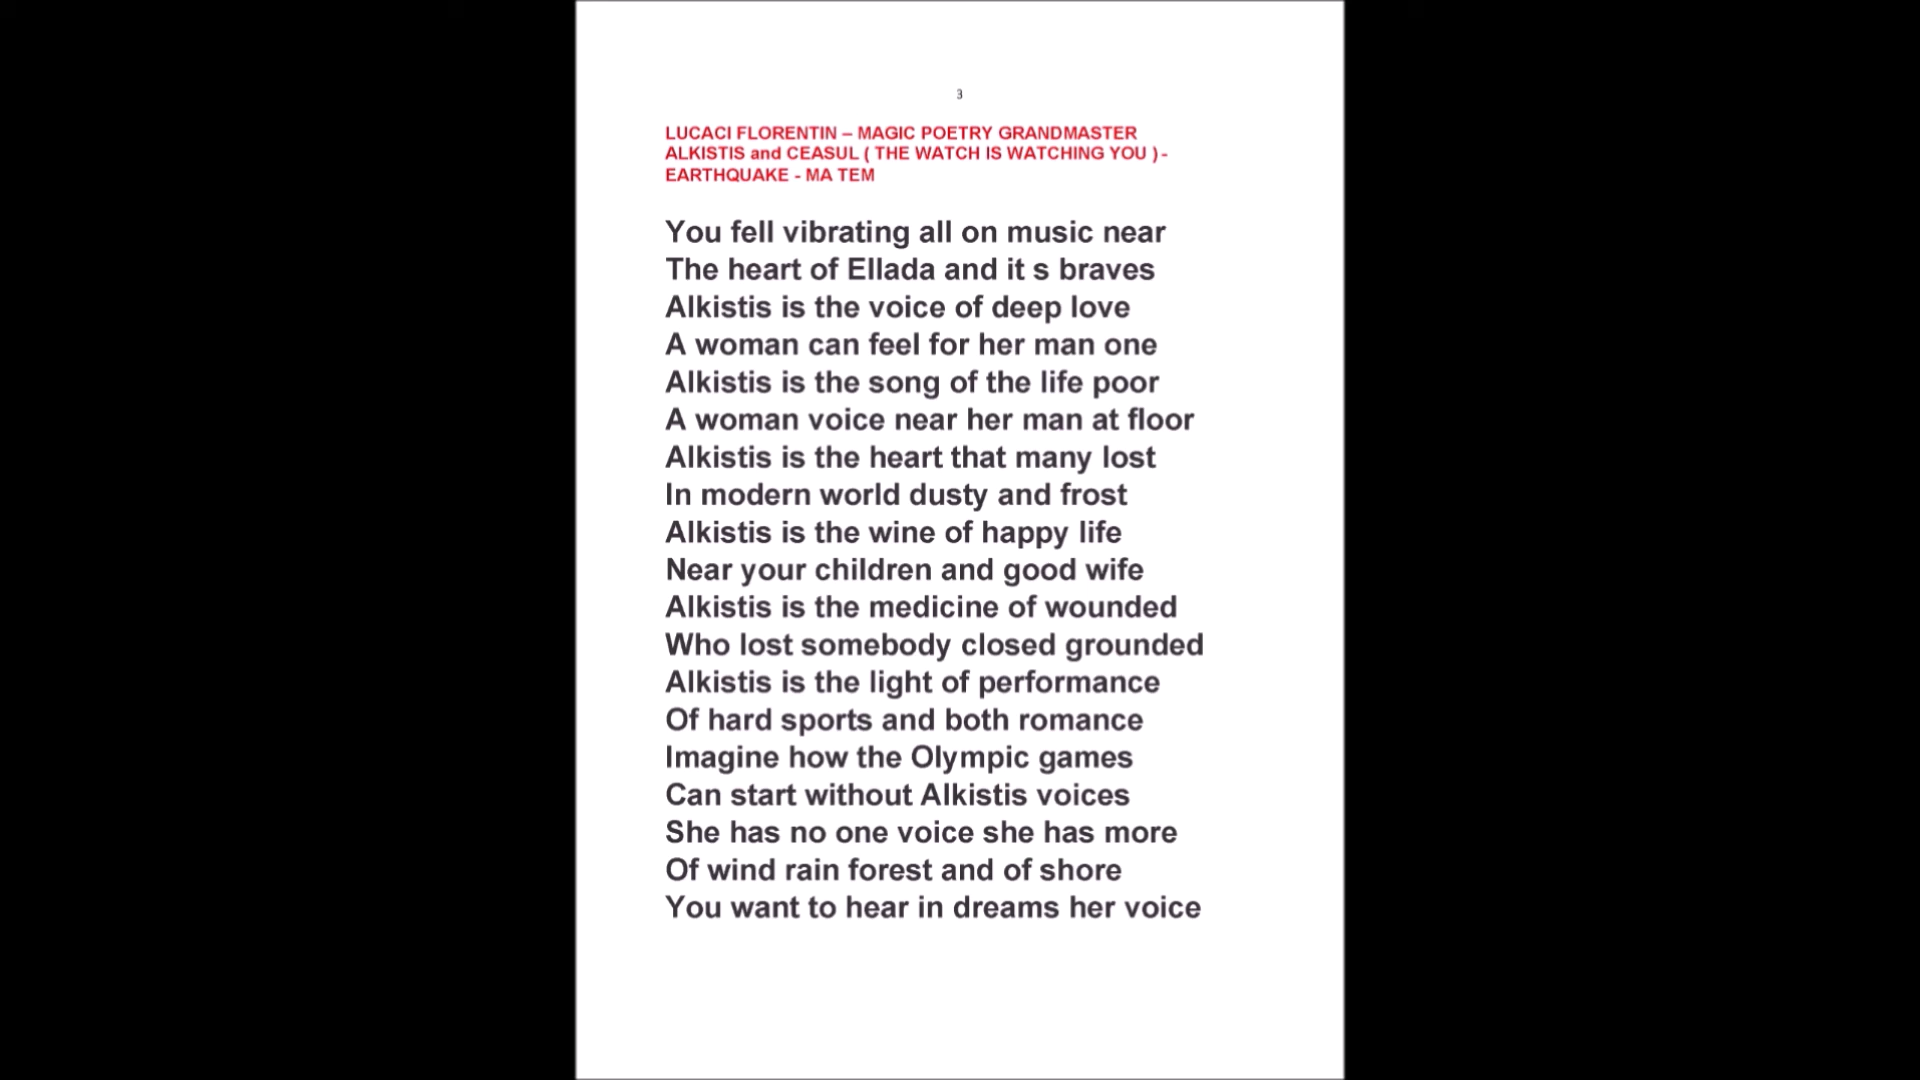 3
LUCACI FLORENTIN – MAGIC POETRY GRANDMASTER
ALKISTIS and CEASUL ( THE WATCH IS WATCHING YOU ) -
EARTHQUAKE - MA TEM
You fell vibrating all on music near
The heart of Ellada and it s braves
Alkistis is the voice of deep love
A woman can feel for her man one
Alkistis is the song of the life poor
A woman voice near her man at floor
Alkistis is the heart that many lost
In modern world dusty and frost
Alkistis is the wine of happy life
Near your children and good wife
Alkistis is the medicine of wounded
Who lost somebody closed grounded
Alkistis is the light of performance
Of hard sports and both romance
Imagine how the Olympic games
Can start without Alkistis voices
She has no one voice she has more
Of wind rain forest and of shore
You want to hear in dreams her voice